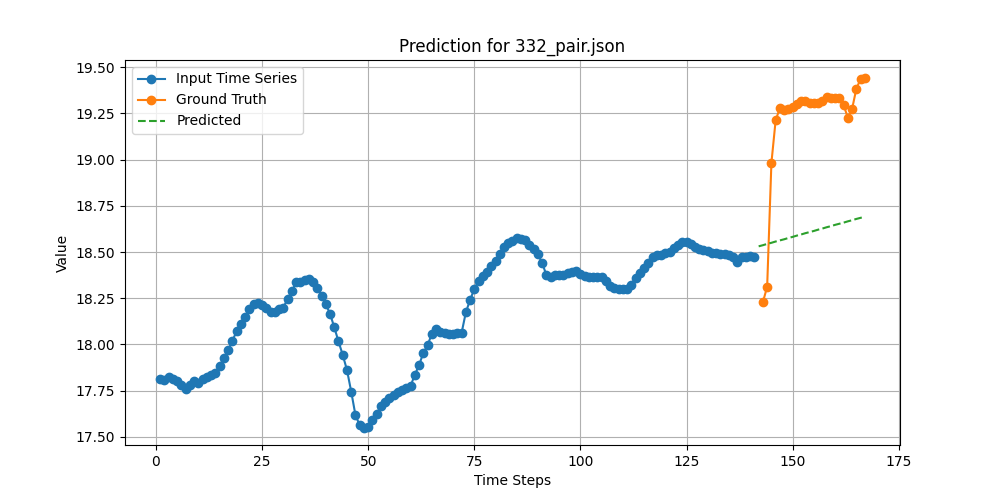 Prediction for 332_pair.json
Input Time Series
Ground Truth
Predicted
19.50
19.25
19.00
18.75
18.50
18.25
18.00
17.75
17.50
Value
0 25 50 75 100 125 150 175
Time Steps